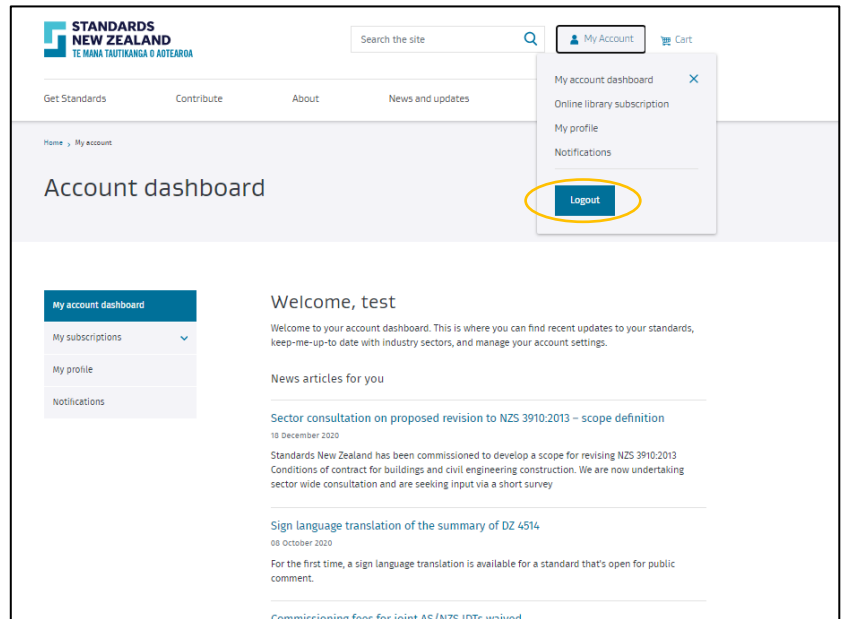 STANDARDS
NEW ZEALAND
TE MANA TAUTIKANGA O AOTEAROA
Search the site
My Account
Cart
My account dashboard
Online library subscription
My profile
Notifications
Logout
Get Standards
Contribute
About
News and updates
Home > My account
Account dashboard
My account dashboard
My subscriptions
My profile
Notifications
Welcome, test
Welcome to your account dashboard. This is where you can find recent updates to your standards,
keep-me-up-to date with industry sectors, and manage your account settings.
News articles for you
Sector consultation on proposed revision to NZS 3910:2013 – scope definition
18 December 2020
Standards New Zealand has been commissioned to develop a scope for revising NZS 3910:2013
Conditions of contract for buildings and civil engineering construction. We are now undertaking
sector wide consultation and are seeking input via a short survey
Sign language translation of the summary of DZ 4514
08 October 2020
For the first time, a sign language translation is available for a standard that's open for public
comment.
Commissioning fees for joint AS/NZS IDTs waived